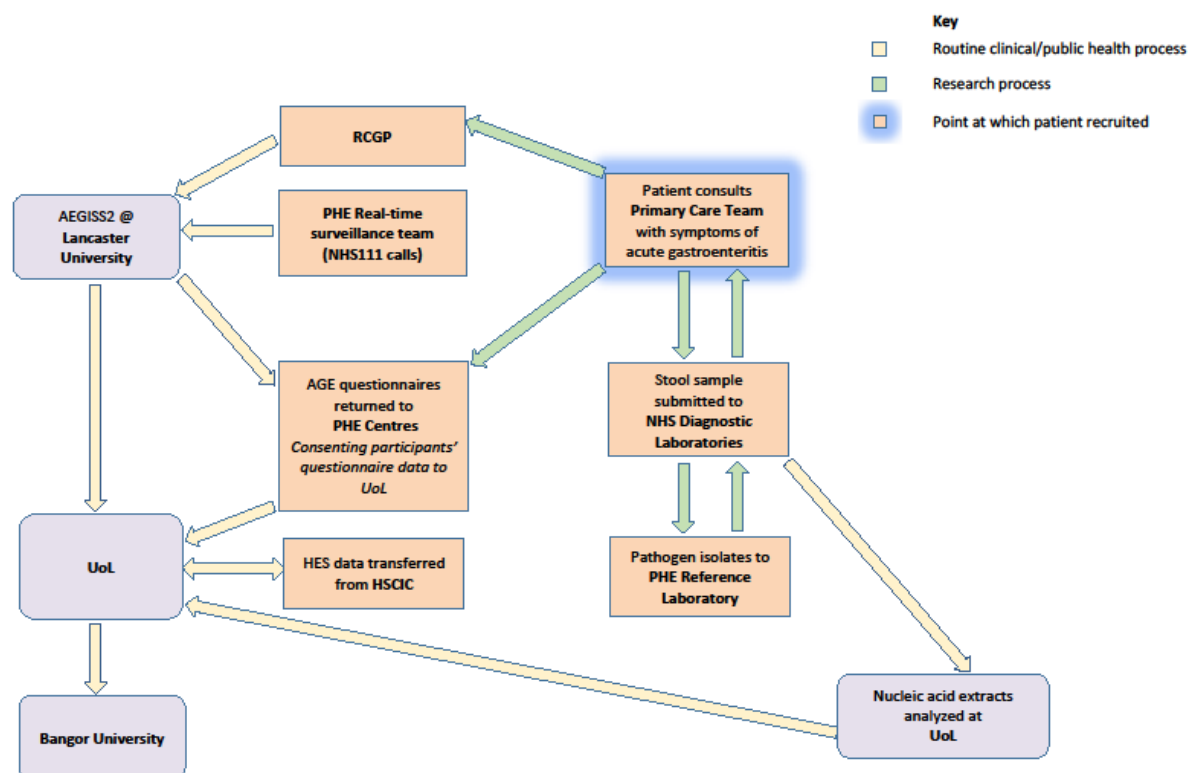 Key
Routine clinical/public health process
Research process
Point at which patient recruited
RCGP
Patient consults
Primary Care Team
with symptoms of
acute gastroenteritis
AEGISS2 @
Lancaster
University
PHE Real-time
surveillance team
(NHS111 calls)
AGE questionnaires
returned to
PHE Centres
Consenting participants'
questionnaire data to
UoL
Stool sample
submitted to
NHS Diagnostic
Laboratories
UoL
HES data transferred
from HSCIC
Pathogen isolates to
PHE Reference
Laboratory
Nucleic acid extracts
analyzed at
UoL
Bangor University